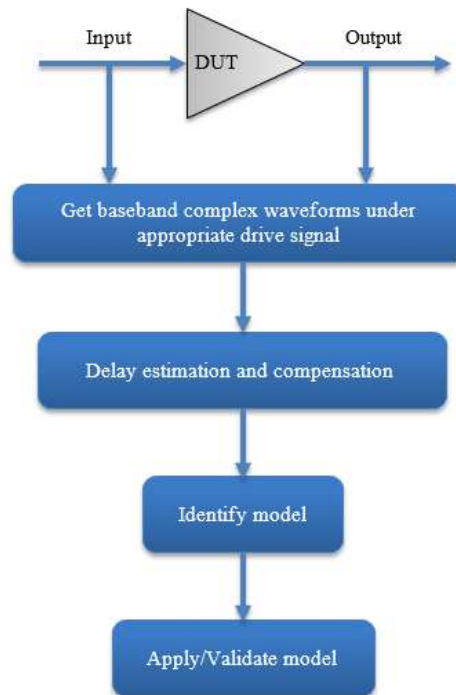 Input
Output
DUT
Get baseband complex waveforms under
appropriate drive signal
Delay estimation and compensation
Identify model
Apply/Validate model